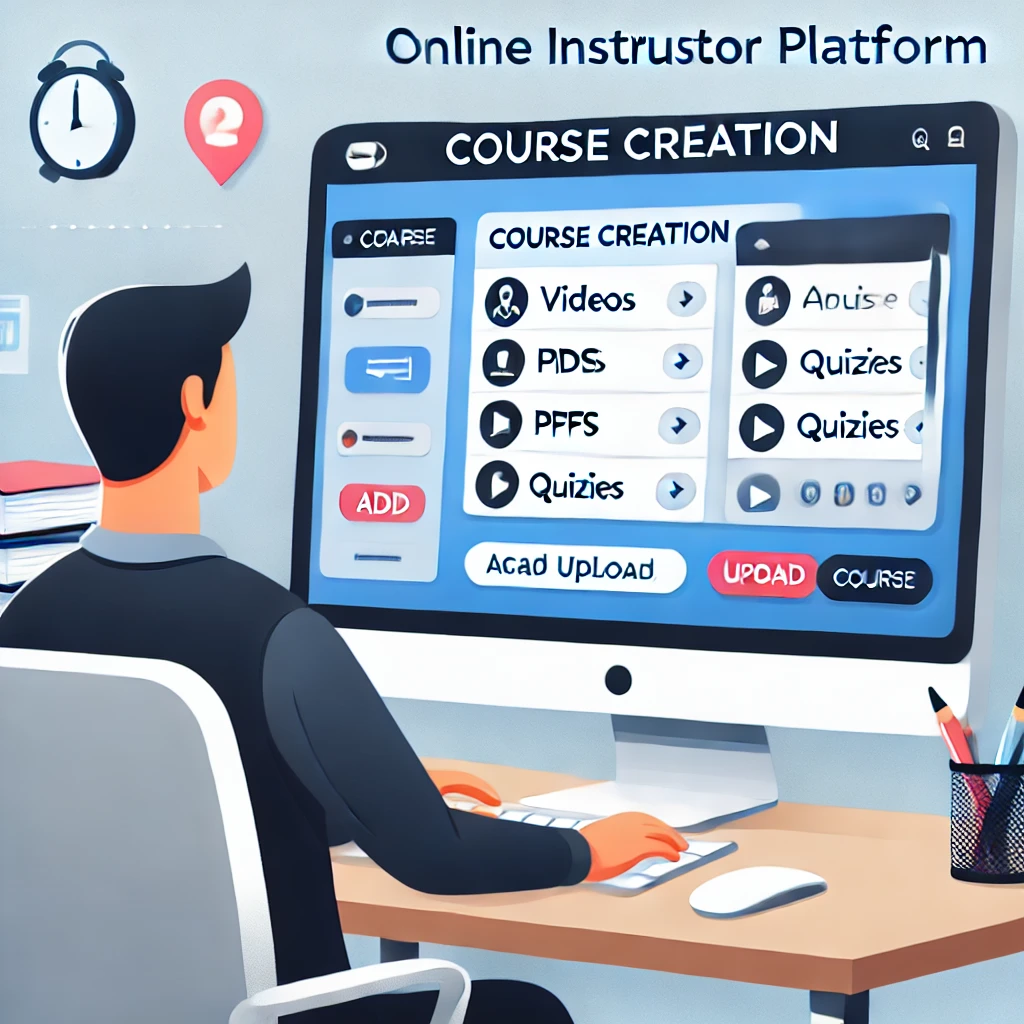 Online Instrustor Platform
COURSE CREATION
COARSE
COURSE CREATION
Videos
PIDS
PFFS
Quizies
ADD
Quizies
Quizies
Acad UpLoad
UPOAD
COURSE